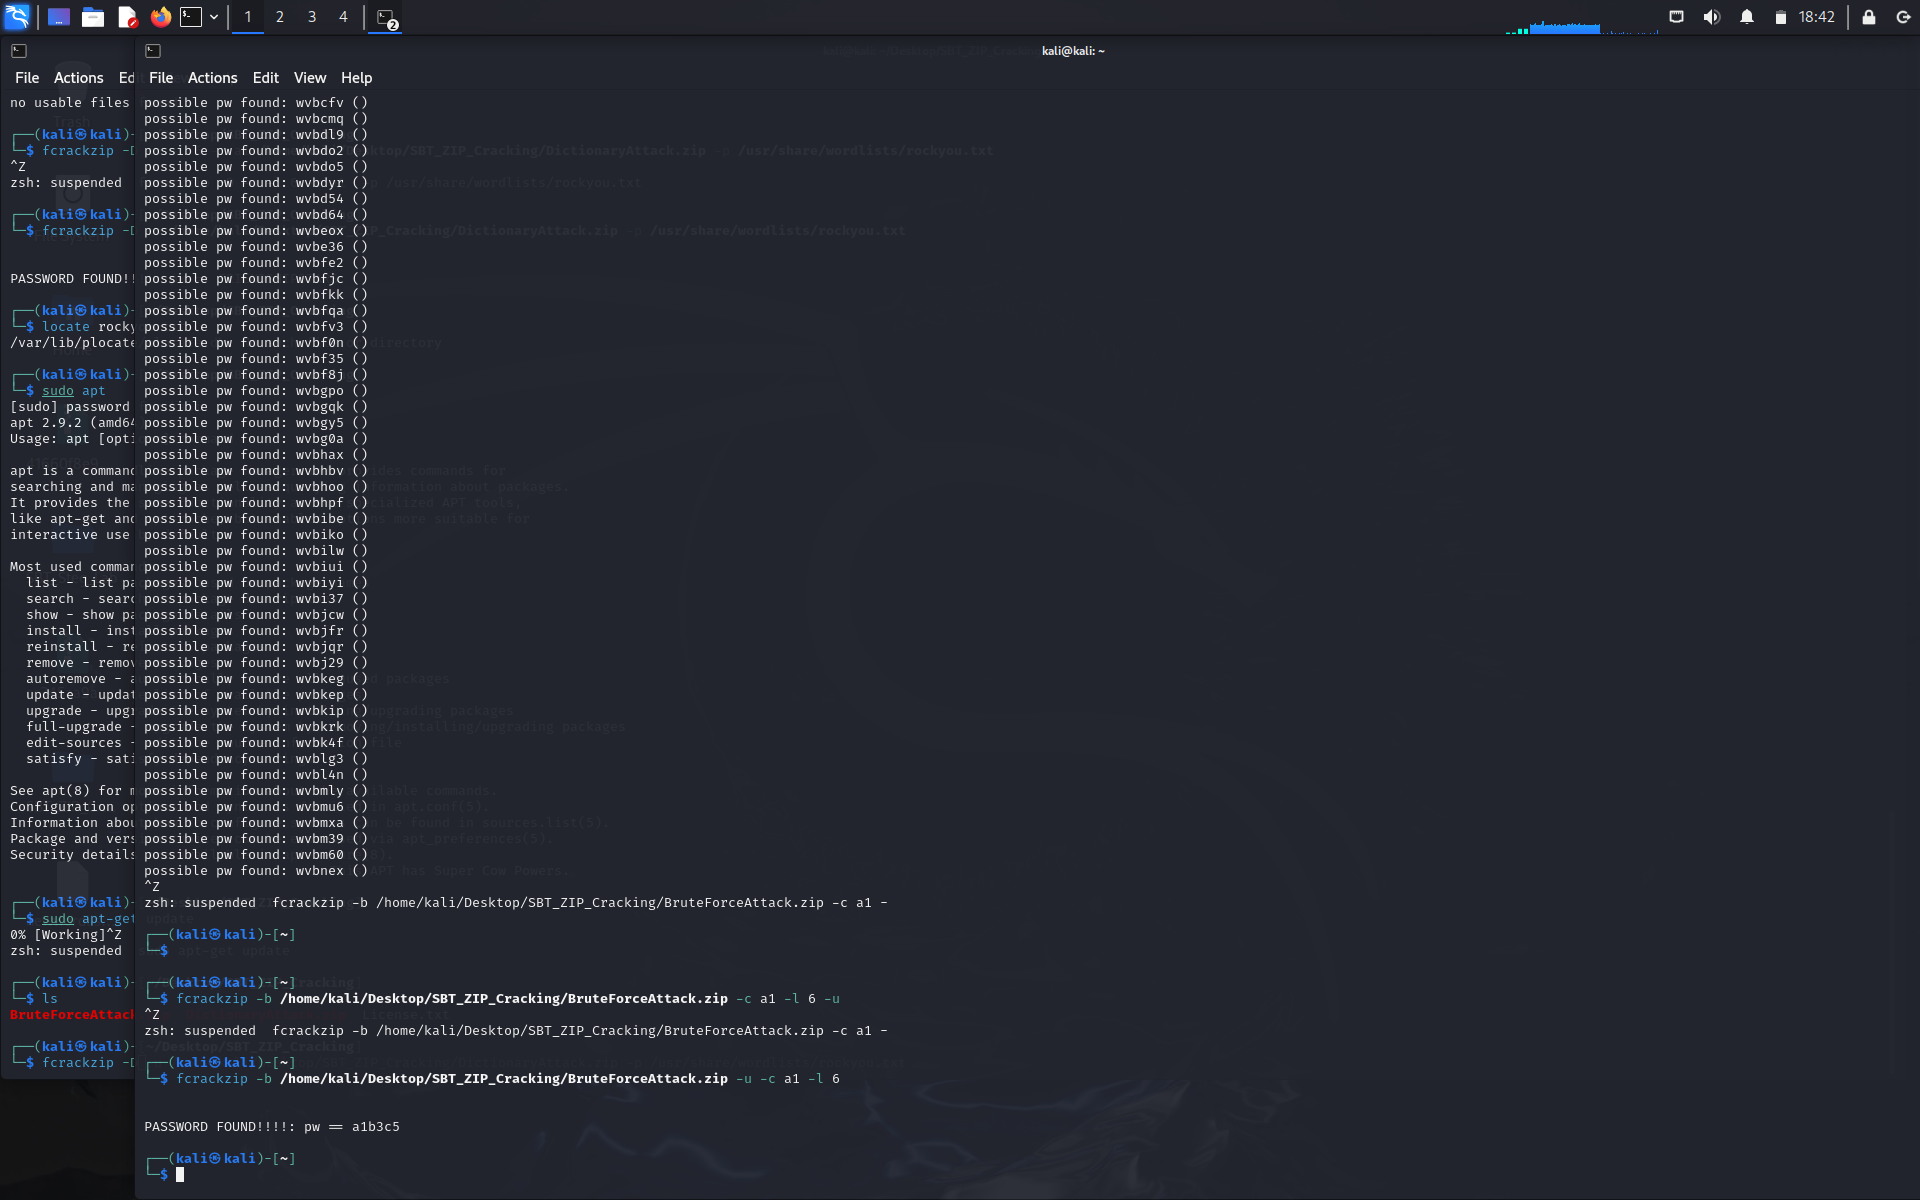 1 2 3 4 2 18:42
kali@kali: ~
File Actions Ed
no usable files
┌──(kali㉿kali)-
└─$ fcrackzip -D
^Z
zsh: suspended
┌──(kali㉿kali)-
└─$ fcrackzip -D
PASSWORD FOUND!!
┌──(kali㉿kali)-
└─$ locate rocky
/var/lib/plocate
┌──(kali㉿kali)-
└─$ sudo apt
[sudo] password
apt 2.9.2 (amd64
Usage: apt [opti
apt is a command
searching and ma
It provides the
like apt-get and
interactive use
Most used comman
list - list pa
search - searc
show - show pa
install - inst
reinstall - re
remove - remov
autoremove - a
update - updat
upgrade - upgr
full-upgrade -
edit-sources -
satisfy - sati
See apt(8) for m
Configuration op
Information abou
Package and vers
Security details
┌──(kali㉿kali)-
└─$ sudo apt-get
0% [Working]^Z
zsh: suspended
┌──(kali㉿kali)-
└─$ ls
BruteForceAttack
┌──(kali㉿kali)-
└─$ fcrackzip -D
File Actions Edit View Help
possible pw found: wvbcfv ()
possible pw found: wvbcmq ()
possible pw found: wvbdl9 ()
possible pw found: wvbdo2 ()
possible pw found: wvbdo5 ()
possible pw found: wvbdyr ()
possible pw found: wvbd54 ()
possible pw found: wvbd64 ()
possible pw found: wvbeox ()
possible pw found: wvbe36 ()
possible pw found: wvbfe2 ()
possible pw found: wvbfjc ()
possible pw found: wvbfkk ()
possible pw found: wvbfqa ()
possible pw found: wvbfv3 ()
possible pw found: wvbf0n ()
possible pw found: wvbf35 ()
possible pw found: wvbf8j ()
possible pw found: wvbgpo ()
possible pw found: wvbgqk ()
possible pw found: wvbgy5 ()
possible pw found: wvbg0a ()
possible pw found: wvbhax ()
possible pw found: wvbhbv ()
possible pw found: wvbhoo ()
possible pw found: wvbhpf ()
possible pw found: wvbibe ()
possible pw found: wvbiko ()
possible pw found: wvbilw ()
possible pw found: wvbiui ()
possible pw found: wvbiyi ()
possible pw found: wvbi37 ()
possible pw found: wvbjcw ()
possible pw found: wvbjfr ()
possible pw found: wvbjqr ()
possible pw found: wvbj29 ()
possible pw found: wvbkeg ()
possible pw found: wvbkep ()
possible pw found: wvbkip ()
possible pw found: wvbkrk ()
possible pw found: wvbk4f ()
possible pw found: wvblg3 ()
possible pw found: wvbl4n ()
possible pw found: wvbmly ()
possible pw found: wvbmu6 ()
possible pw found: wvbmxa ()
possible pw found: wvbm39 ()
possible pw found: wvbm60 ()
possible pw found: wvbnex ()
^Z
zsh: suspended  fcrackzip -b /home/kali/Desktop/SBT_ZIP_Cracking/BruteForceAttack.zip -c a1 -
┌──(kali㉿kali)-[~]
└─$
┌──(kali㉿kali)-[~]
└─$ fcrackzip -b /home/kali/Desktop/SBT_ZIP_Cracking/BruteForceAttack.zip -c a1 -l 6 -u
^Z
zsh: suspended  fcrackzip -b /home/kali/Desktop/SBT_ZIP_Cracking/BruteForceAttack.zip -c a1 -
┌──(kali㉿kali)-[~]
└─$ fcrackzip -b /home/kali/Desktop/SBT_ZIP_Cracking/BruteForceAttack.zip -u -c a1 -l 6
PASSWORD FOUND!!!!: pw == a1b3c5
┌──(kali㉿kali)-[~]
└─$